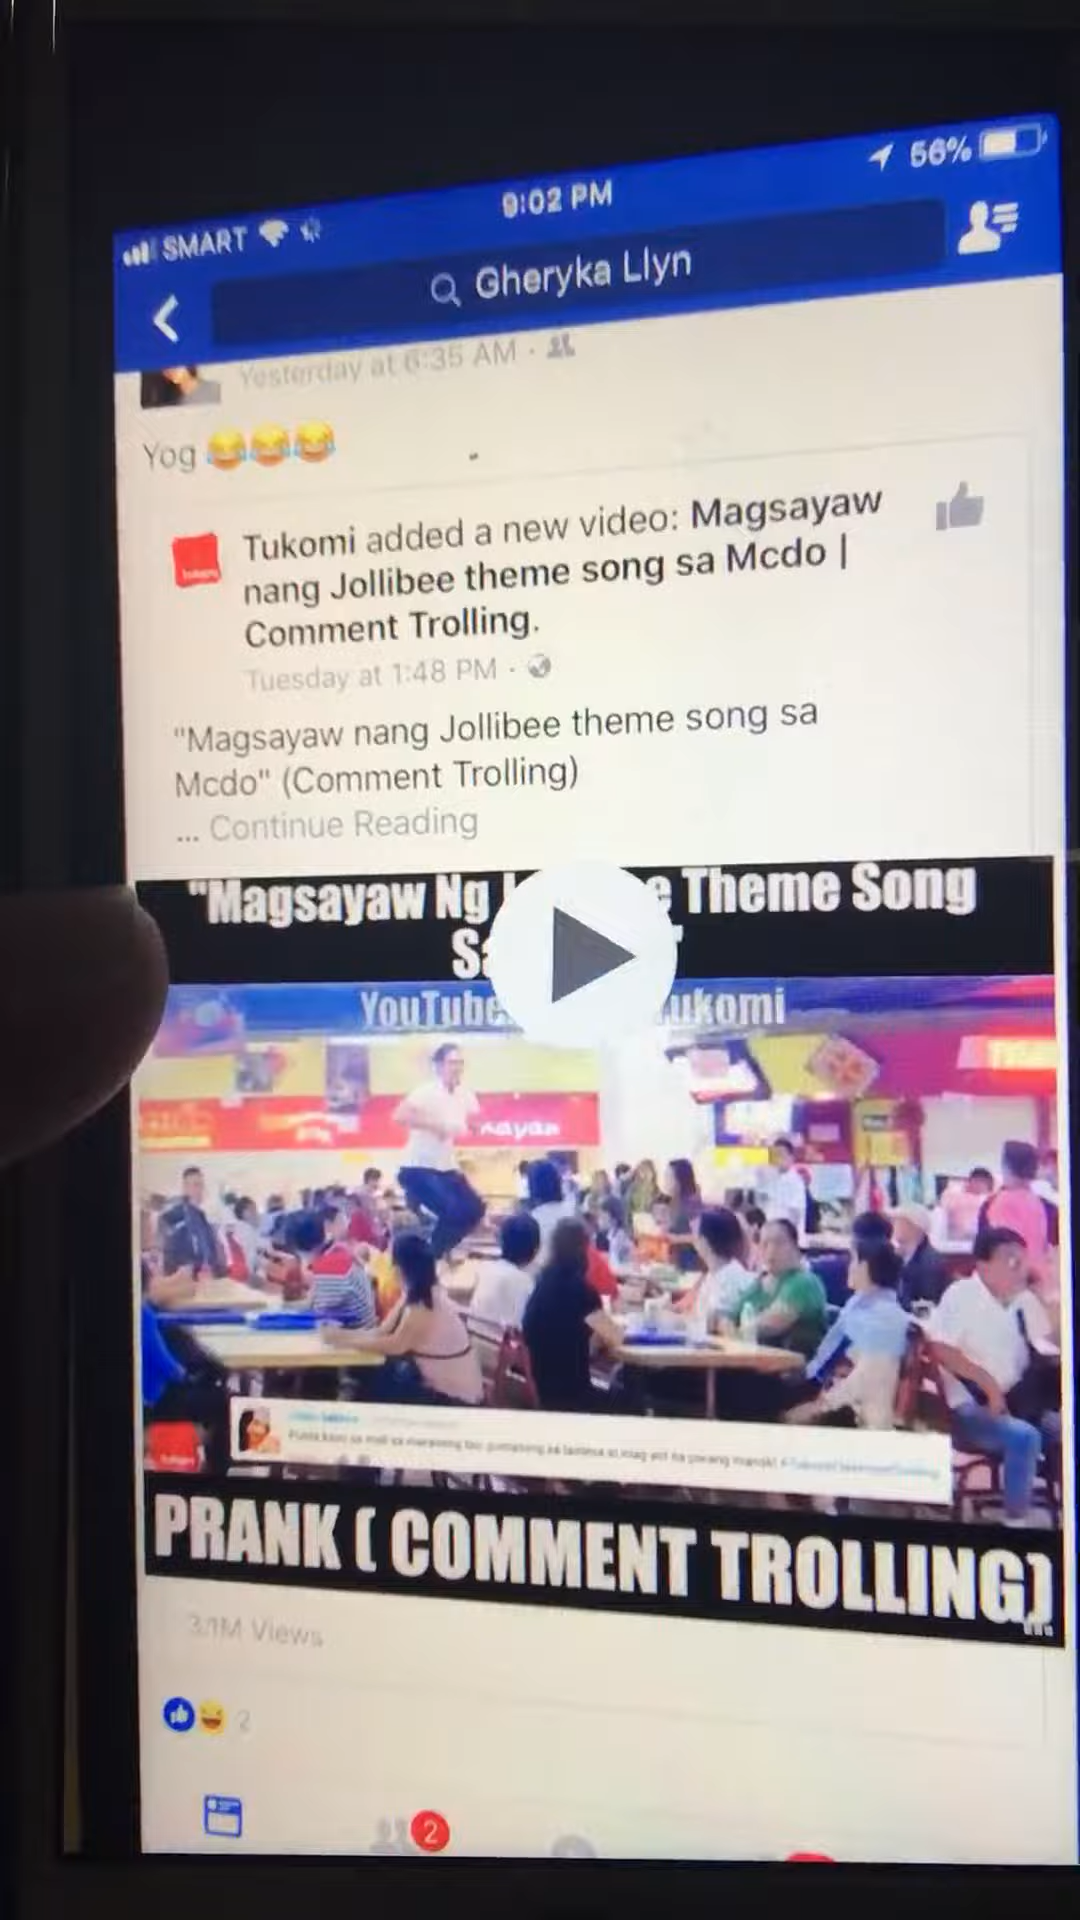 SMART
9:02 PM
56%
Gheryka Llyn
Yesterday at 6:35 AM ·
Yog 😂😂😂
Tukomi added a new video: Magsayaw
nang Jollibee theme song sa Mcdo |
Comment Trolling.
Tuesday at 1:48 PM ·
"Magsayaw nang Jollibee theme song sa
Mcdo" (Comment Trolling)
... Continue Reading
"Magsayaw Ng Theme Song
YouTube
PRANK ( COMMENT TROLLING)
3.1M Views
2
2